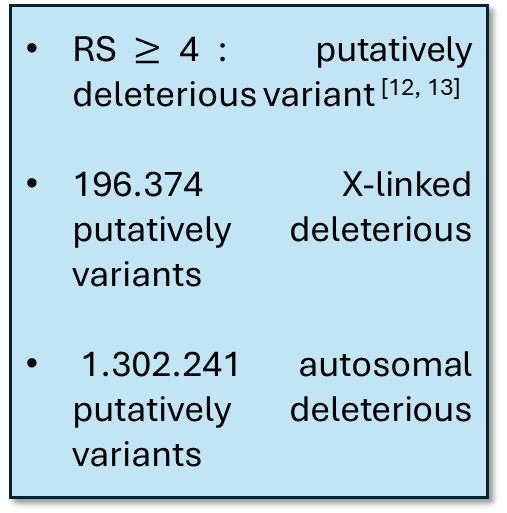 • RS ≥ 4 : putatively
deleterious variant [12, 13]
• 196.374 X-linked
putatively deleterious
variants
• 1.302.241 autosomal
putatively deleterious
variants